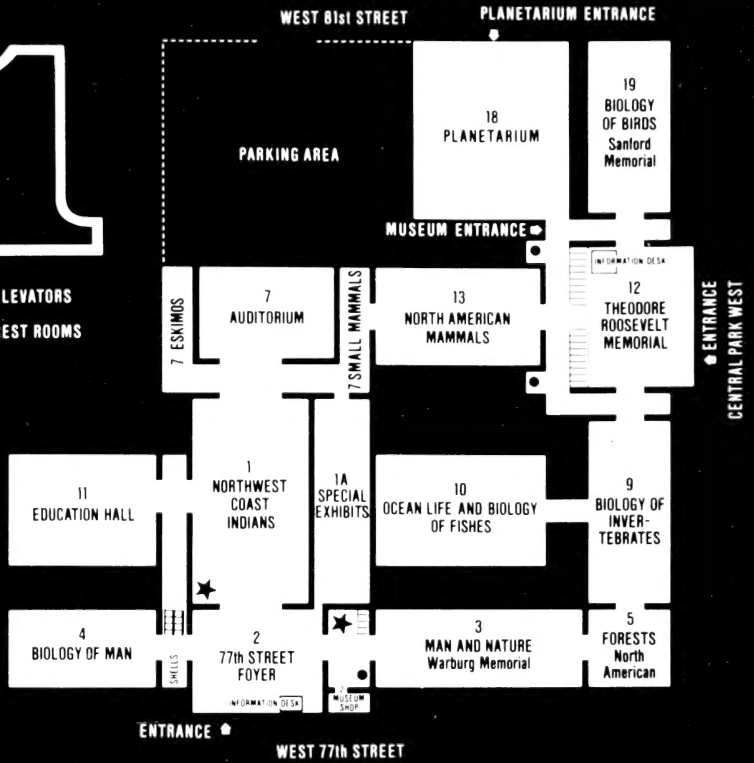 WEST 81st STREET
PLANETARIUM ENTRANCE
1
18
PLANETARIUM
19
BIOLOGY
OF BIRDS
Sanford
Memorial
PARKING AREA
MUSEUM ENTRANCE
INFORMATION DESK
LEVATORS
EST ROOMS
7 ESKIMOS
7
AUDITORIUM
7 SMALL MAMMALS
13
NORTH AMERICAN
MAMMALS
12
THEODORE
ROOSEVELT
MEMORIAL
ENTRANCE
CENTRAL PARK WEST
11
EDUCATION HALL
1
NORTHWEST
COAST
INDIANS
1A
SPECIAL
EXHIBITS
10
OCEAN LIFE AND BIOLOGY
OF FISHES
9
BIOLOGY OF
INVER-
TEBRATES
4
BIOLOGY OF MAN
SHELLS
2
77th STREET
FOYER
INFORMATION DESK
2
MUSEUM
SHOP
3
MAN AND NATURE
Warburg Memorial
5
FORESTS
North
American
ENTRANCE
WEST 77th STREET